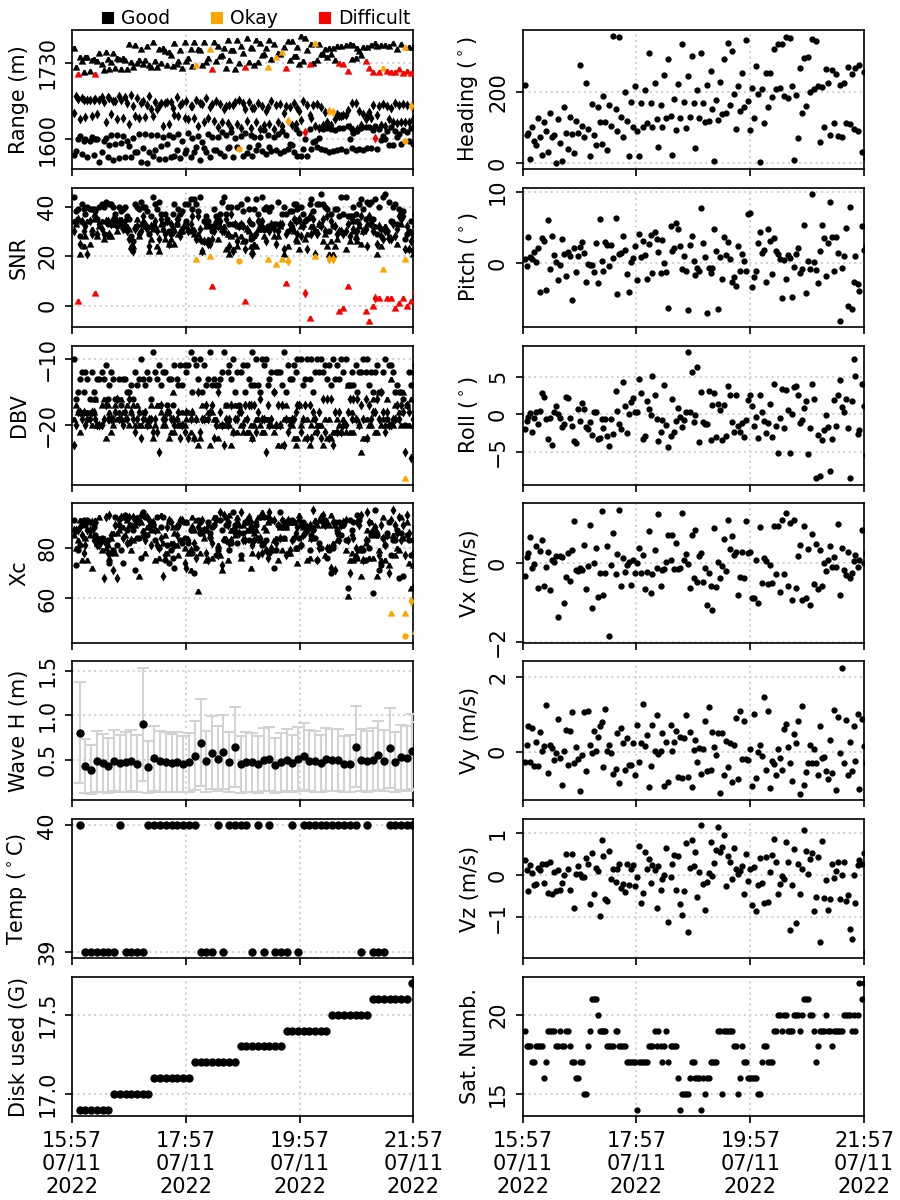 Good Okay Difficult
Range (m)
1730
1600
Heading (°)
200
0
SNR
40
20
0
Pitch (°)
10
0
DBV
−10
−20
Roll (°)
5
0
−5
Xc
80
60
Vx (m/s)
0
−2
Wave H (m)
1.5
1.0
0.5
Vy (m/s)
2
0
Temp (°C)
40
39
Vz (m/s)
1
0
−1
Disk used (G)
17.5
17.0
Sat. Numb.
20
15
15:57 17:57 19:57 21:57 15:57 17:57 19:57 21:57
07/11 07/11 07/11 07/11 07/11 07/11 07/11 07/11
2022 2022 2022 2022 2022 2022 2022 2022